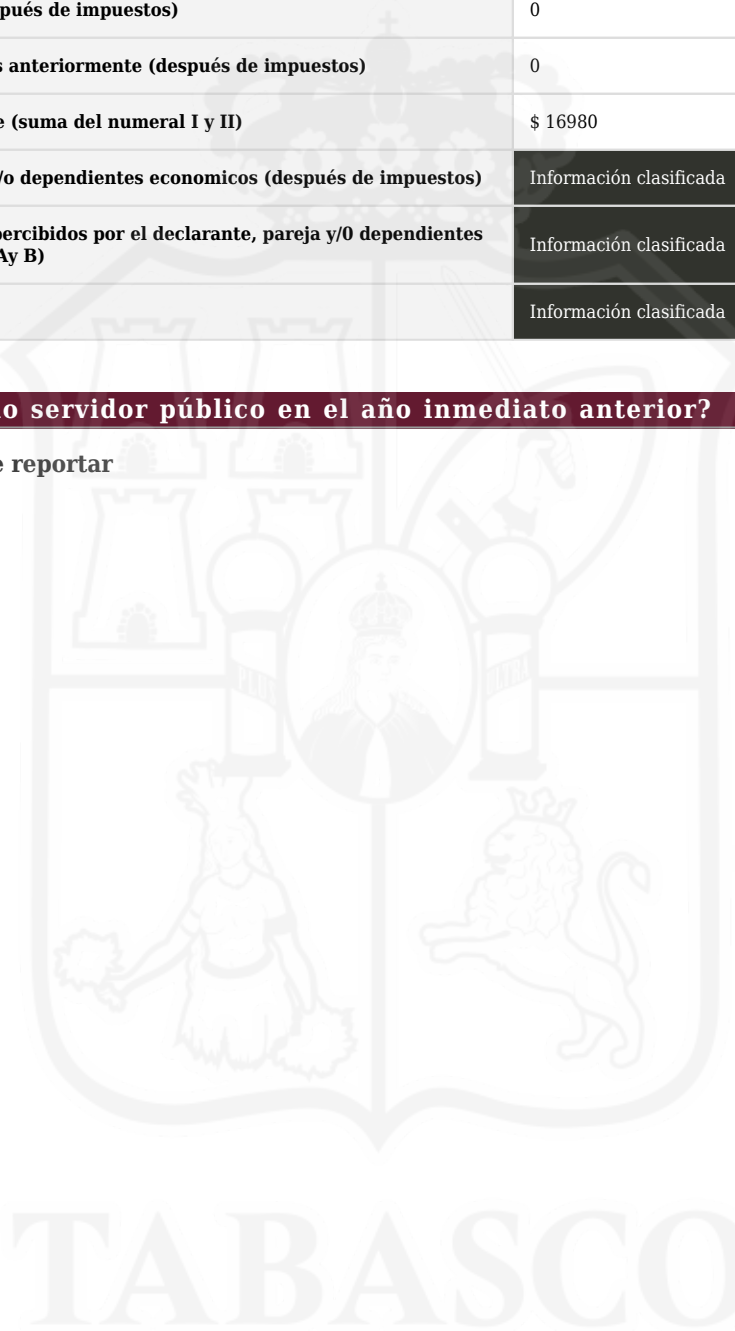 pués de impuestos) 0
s anteriormente (después de impuestos) 0
e (suma del numeral I y II) $ 16980
/o dependientes economicos (después de impuestos) Información clasificada
percibidos por el declarante, pareja y/0 dependientes
Ay B) Información clasificada
Información clasificada
o servidor público en el año inmediato anterior?
e reportar
PLUS ULTRA
TABASCO